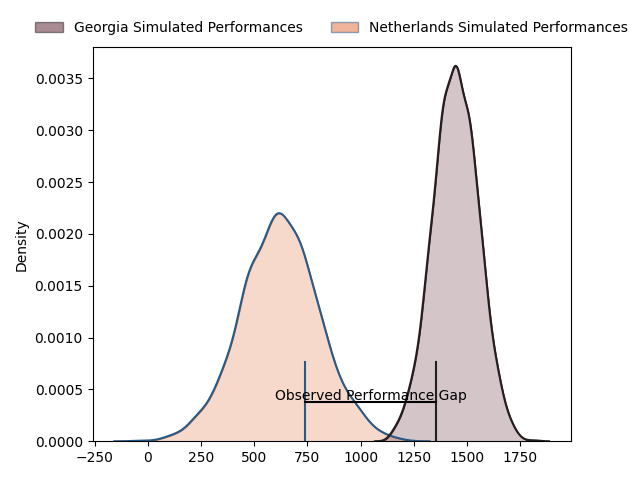 Georgia Simulated Performances
Netherlands Simulated Performances
Density
0.0035
0.0030
0.0025
0.0020
0.0015
0.0010
0.0005
0.0000
Observed Performance Gap
−250 0 250 500 750 1000 1250 1500 1750